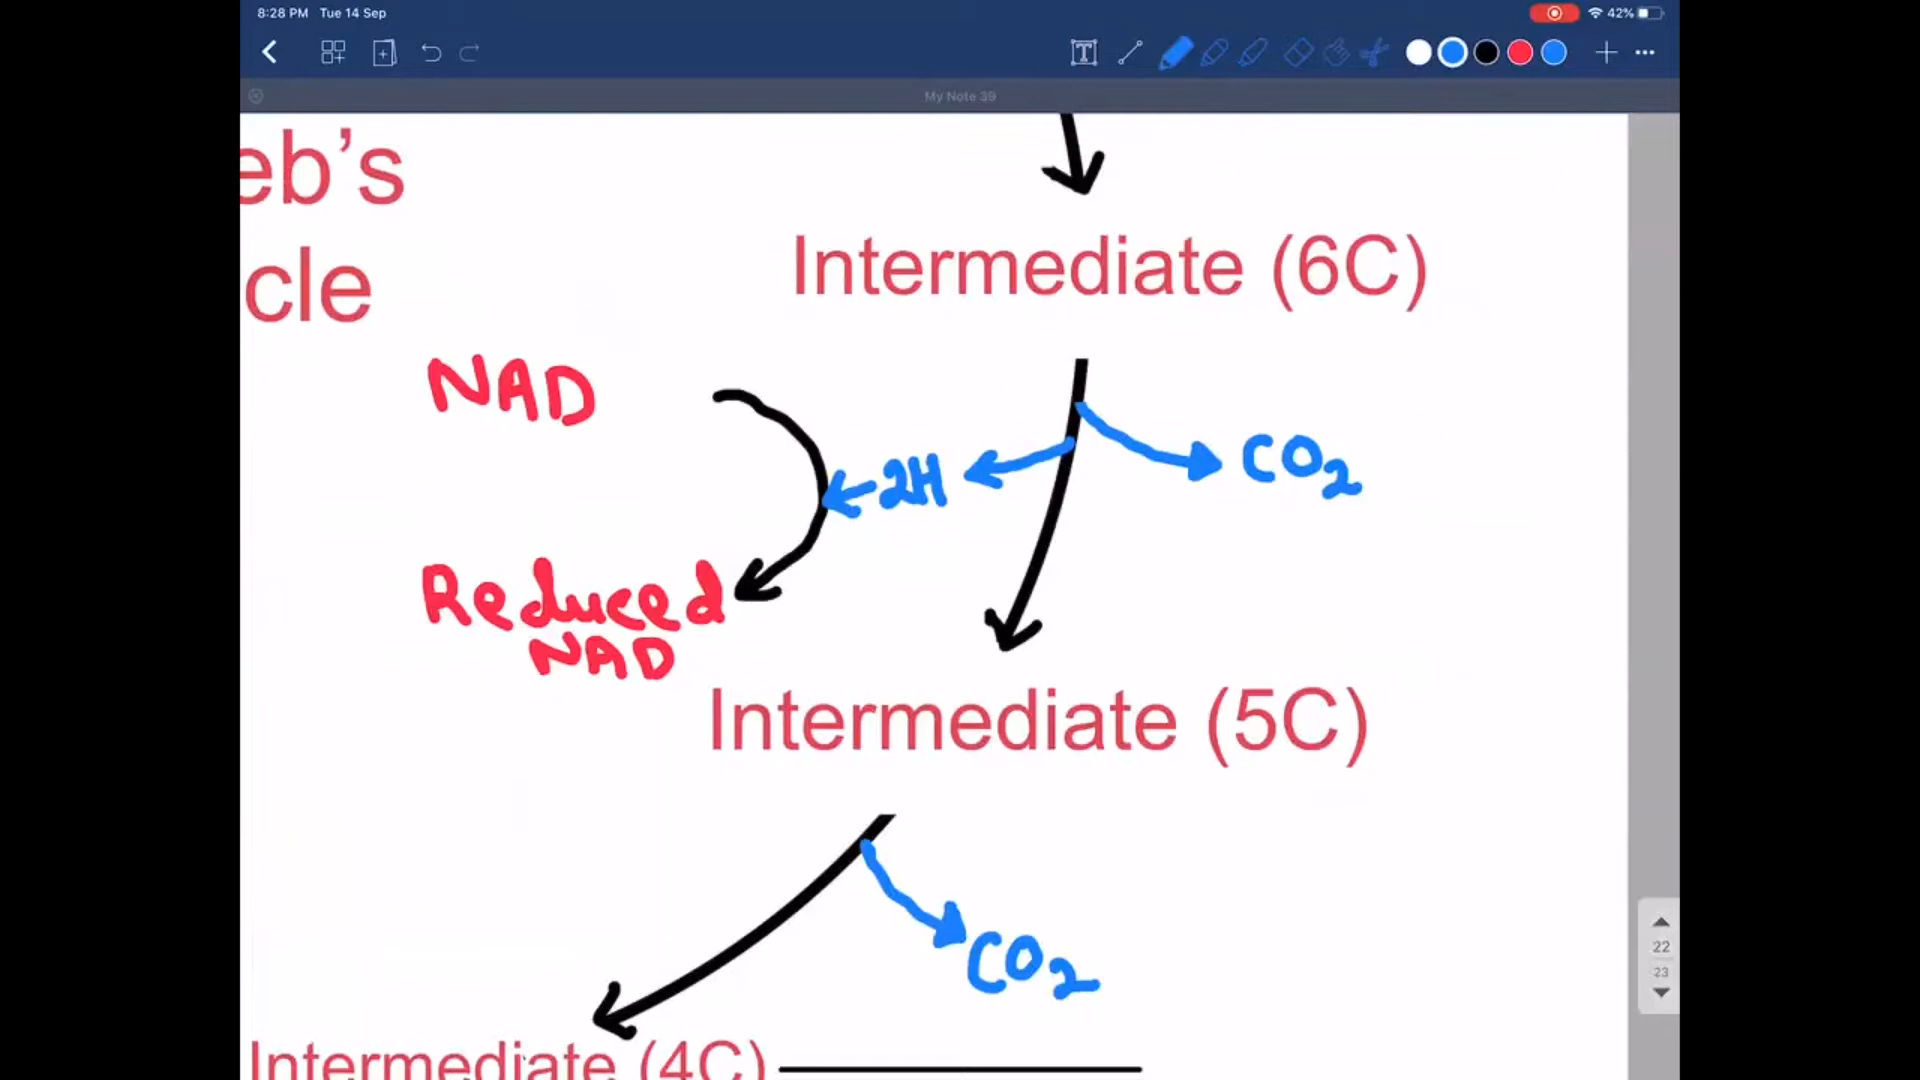 8:28 PM Tue 14 Sep
42%
My Note 39
eb's
cle
Intermediate (6C)
NAD
2H
CO2
Reduced
NAD
Intermediate (5C)
CO2
22
23
Intermediate (4C)